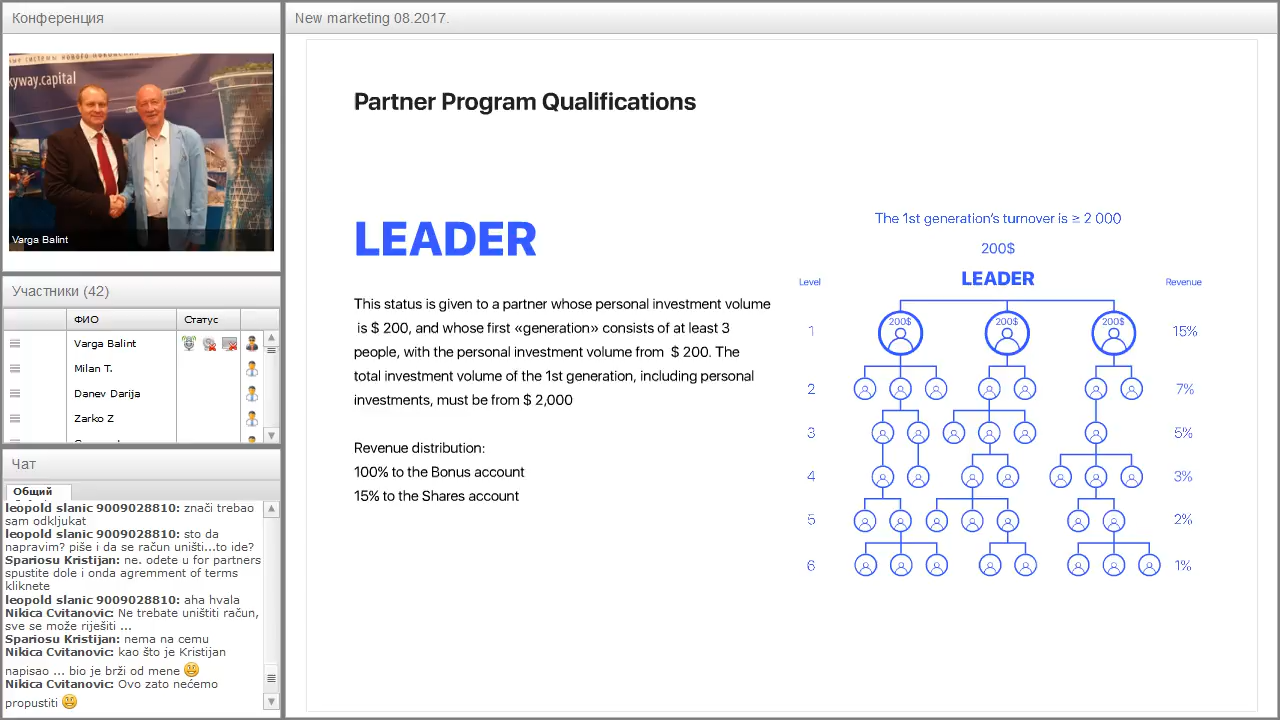 Конференция
New marketing 08.2017.
kyway.capital
Varga Balint
Участники (42)
ФИО
Статус
Varga Balint
Milan T.
Danev Darija
Zarko Z
Чат
Общий
leopold slanic 9009028810: znači trebao
sam odkljukat
leopold slanic 9009028810: sto da
napravim? piše i da se račun uništi...to ide?
Spariosu Kristijan: ne. odete u for partners
spustite dole i onda agremment of terms
kliknete
leopold slanic 9009028810: aha hvala
Nikica Cvitanovic: Ne trebate uništiti račun,
sve se može riješiti ...
Spariosu Kristijan: nema na cemu
Nikica Cvitanovic: kao što je Kristijan
napisao ... bio je brži od mene
Nikica Cvitanovic: Ovo zato nećemo
propustiti
Partner Program Qualifications
LEADER
This status is given to a partner whose personal investment volume
is $ 200, and whose first «generation» consists of at least 3
people, with the personal investment volume from $ 200. The
total investment volume of the 1st generation, including personal
investments, must be from $ 2,000
Revenue distribution:
100% to the Bonus account
15% to the Shares account
The 1st generation's turnover is ≥ 2 000
200$
LEADER
Level
Revenue
200$
200$
200$
1
15%
2
7%
3
5%
4
3%
5
2%
6
1%